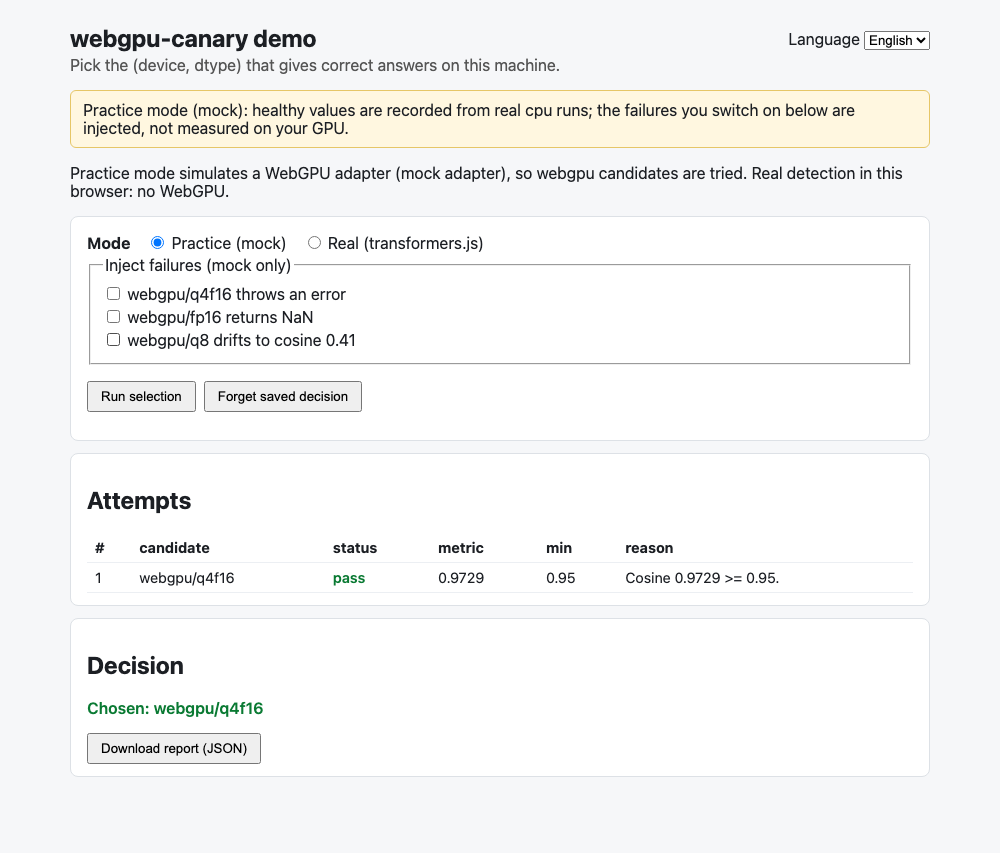 webgpu-canary demo
Language English
Pick the (device, dtype) that gives correct answers on this machine.
Practice mode (mock): healthy values are recorded from real cpu runs; the failures you switch on below are
injected, not measured on your GPU.
Practice mode simulates a WebGPU adapter (mock adapter), so webgpu candidates are tried. Real detection in this
browser: no WebGPU.
Mode Practice (mock) Real (transformers.js)
Inject failures (mock only)
webgpu/q4f16 throws an error
webgpu/fp16 returns NaN
webgpu/q8 drifts to cosine 0.41
Run selection Forget saved decision
Attempts
# candidate status metric min reason
1 webgpu/q4f16 pass 0.9729 0.95 Cosine 0.9729 >= 0.95.
Decision
Chosen: webgpu/q4f16
Download report (JSON)